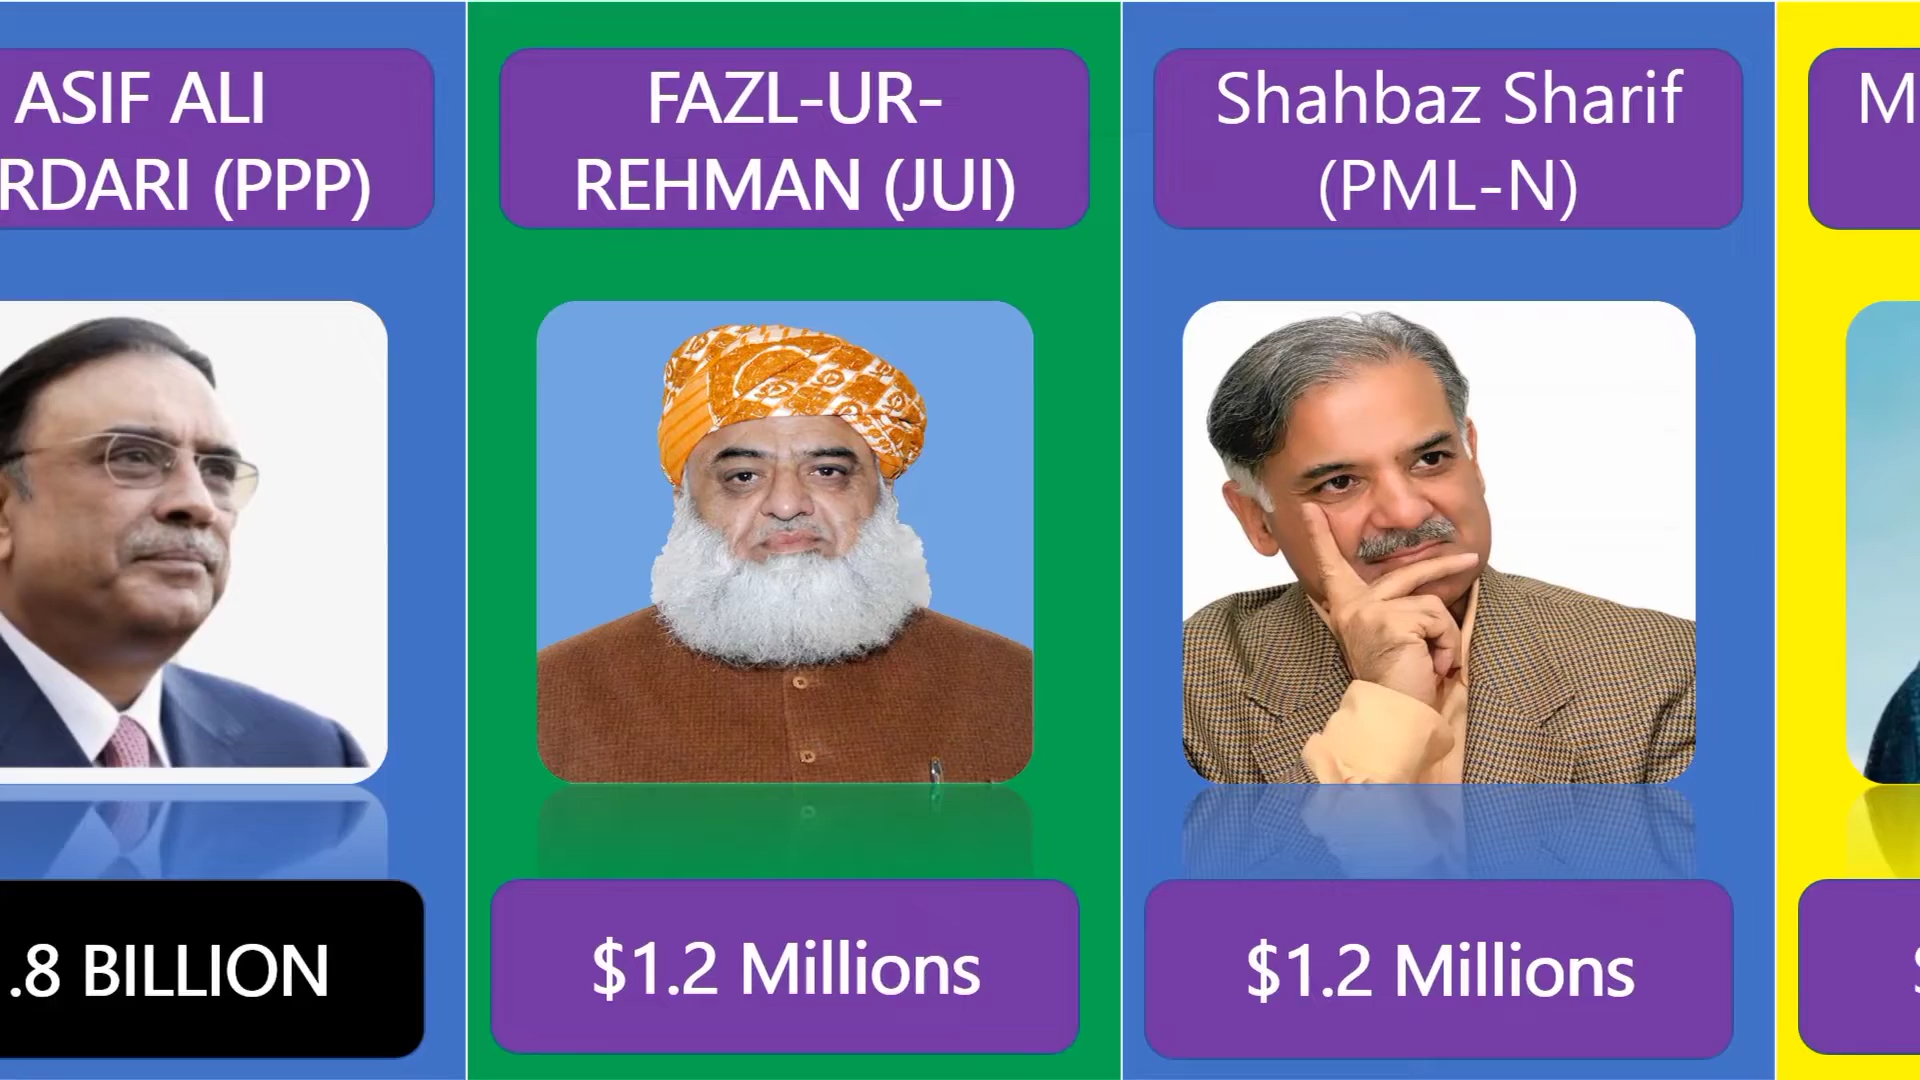 ASIF ALI
RDARI (PPP)
.8 BILLION
FAZL-UR-
REHMAN (JUI)
$1.2 Millions
Shahbaz Sharif
(PML-N)
$1.2 Millions
M
$